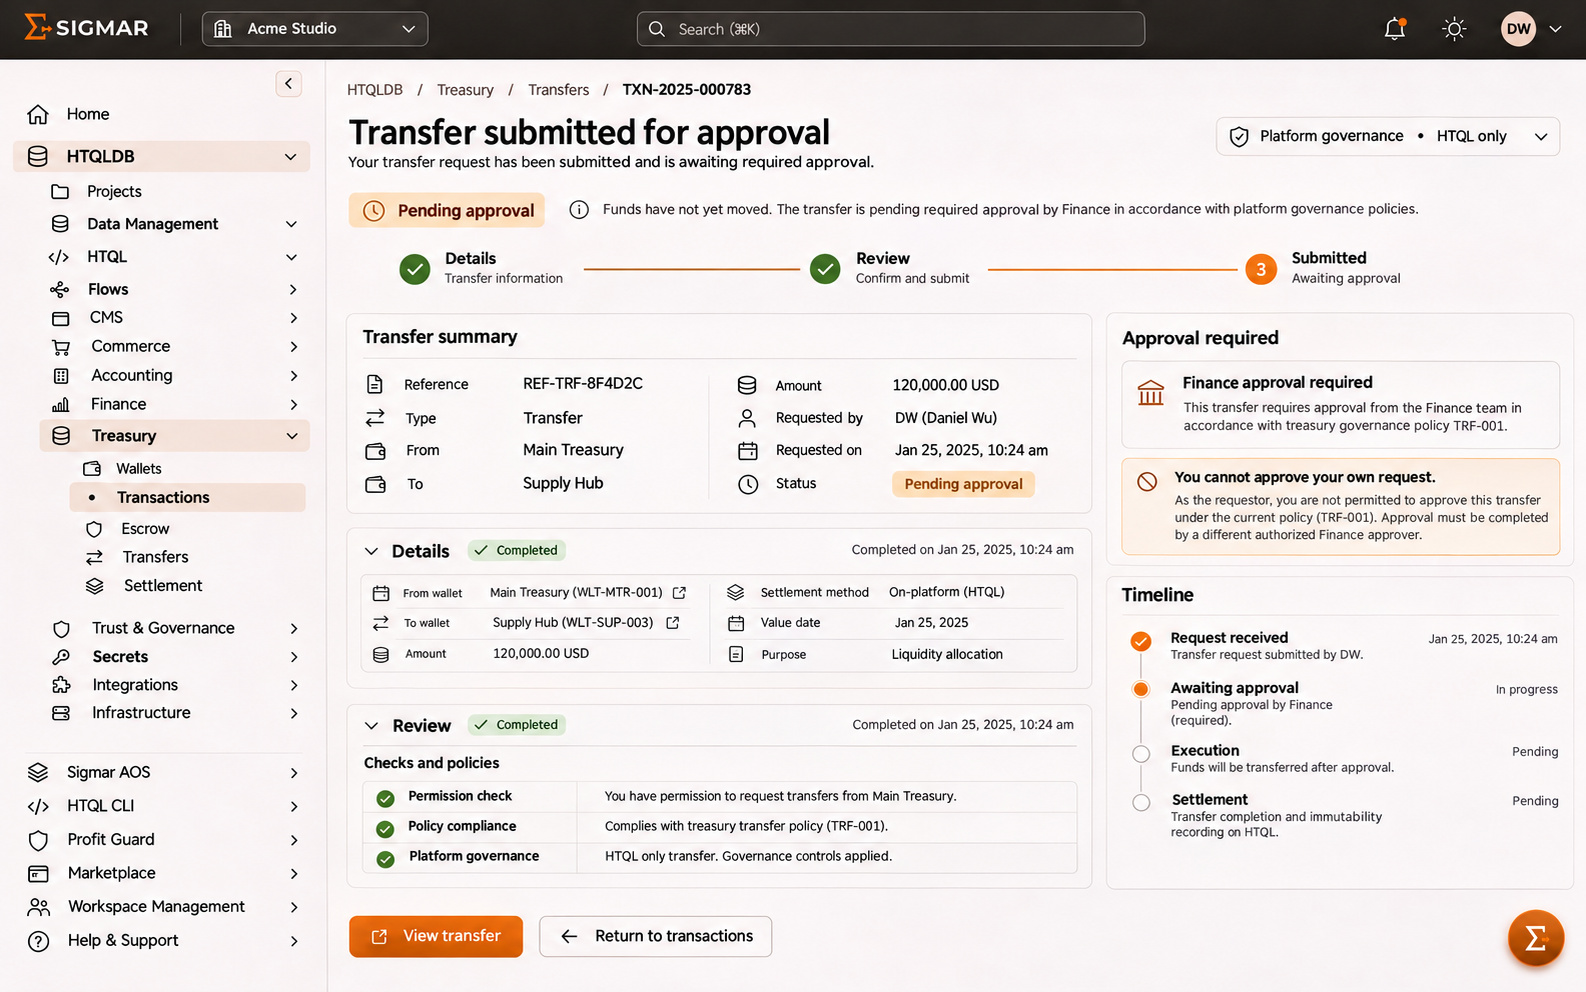 SIGMAR
Acme Studio
Search (⌘K)
DW
Home
HTQLDB
Projects
Data Management
HTQL
Flows
CMS
Commerce
Accounting
Finance
Treasury
Wallets
Transactions
Escrow
Transfers
Settlement
Trust & Governance
Secrets
Integrations
Infrastructure
Sigmar AOS
HTQL CLI
Profit Guard
Marketplace
Workspace Management
Help & Support
HTQLDB / Treasury / Transfers / TXN-2025-000783
Transfer submitted for approval
Your transfer request has been submitted and is awaiting required approval.
Platform governance • HTQL only
Pending approval
Funds have not yet moved. The transfer is pending required approval by Finance in accordance with platform governance policies.
Details
Transfer information
Review
Confirm and submit
3
Submitted
Awaiting approval
Transfer summary
Reference REF-TRF-8F4D2C
Type Transfer
From Main Treasury
To Supply Hub
Amount 120,000.00 USD
Requested by DW (Daniel Wu)
Requested on Jan 25, 2025, 10:24 am
Status Pending approval
Details Completed Completed on Jan 25, 2025, 10:24 am
From wallet Main Treasury (WLT-MTR-001)
To wallet Supply Hub (WLT-SUP-003)
Amount 120,000.00 USD
Settlement method On-platform (HTQL)
Value date Jan 25, 2025
Purpose Liquidity allocation
Review Completed Completed on Jan 25, 2025, 10:24 am
Checks and policies
Permission check You have permission to request transfers from Main Treasury.
Policy compliance Complies with treasury transfer policy (TRF-001).
Platform governance HTQL only transfer. Governance controls applied.
View transfer
Return to transactions
Approval required
Finance approval required
This transfer requires approval from the Finance team in
accordance with treasury governance policy TRF-001.
You cannot approve your own request.
As the requestor, you are not permitted to approve this transfer
under the current policy (TRF-001). Approval must be completed
by a different authorized Finance approver.
Timeline
Request received Jan 25, 2025, 10:24 am
Transfer request submitted by DW.
Awaiting approval In progress
Pending approval by Finance
(required).
Execution Pending
Funds will be transferred after approval.
Settlement Pending
Transfer completion and immutability
recording on HTQL.